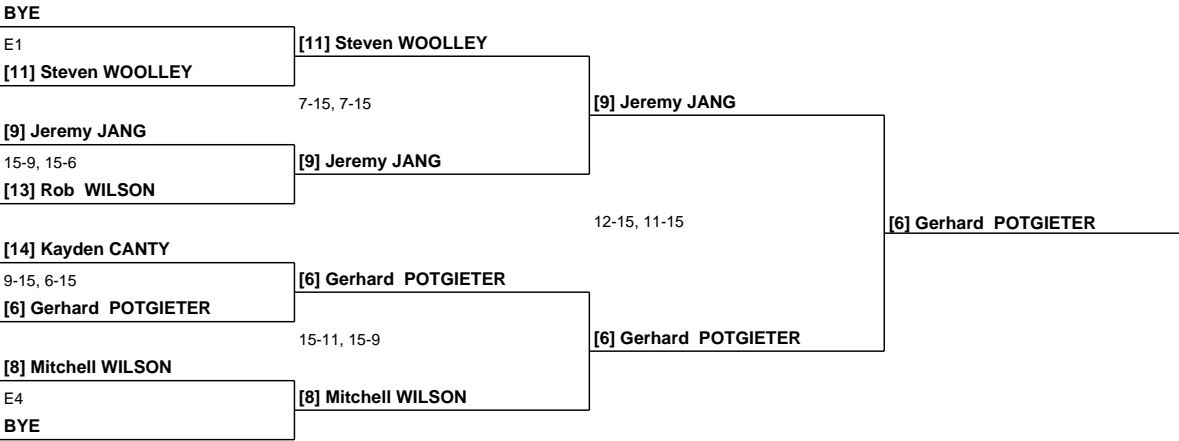 BYE
E1
[11] Steven WOOLLEY
[11] Steven WOOLLEY
7-15, 7-15
[9] Jeremy JANG
[9] Jeremy JANG
15-9, 15-6
[9] Jeremy JANG
[13] Rob WILSON
12-15, 11-15
[6] Gerhard POTGIETER
[14] Kayden CANTY
9-15, 6-15
[6] Gerhard POTGIETER
[6] Gerhard POTGIETER
15-11, 15-9
[6] Gerhard POTGIETER
[8] Mitchell WILSON
E4
[8] Mitchell WILSON
BYE